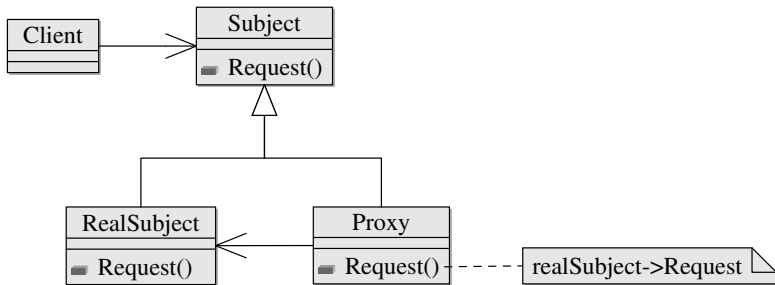 Client
Subject
Request()
RealSubject
Request()
Proxy
Request()
realSubject->Request